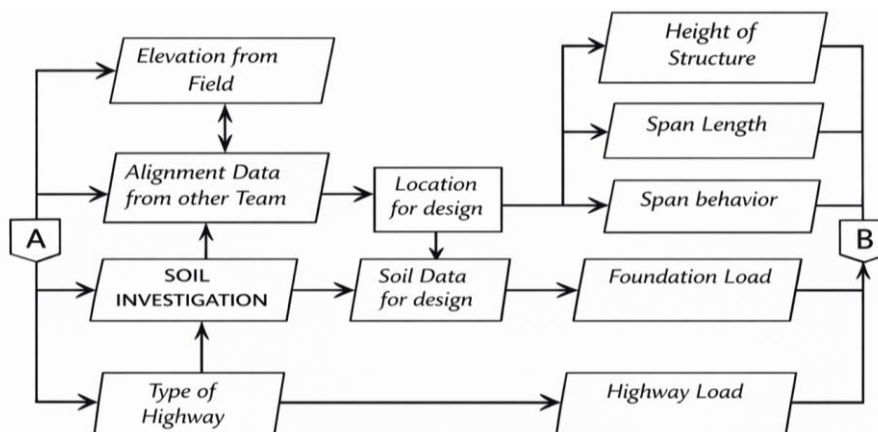 Elevation from
Field
Height of
Structure
Span Length
Alignment Data
from other Team
Location
for design
Span behavior
A
B
SOIL
INVESTIGATION
Soil Data
for design
Foundation Load
Type of
Highway
Highway Load